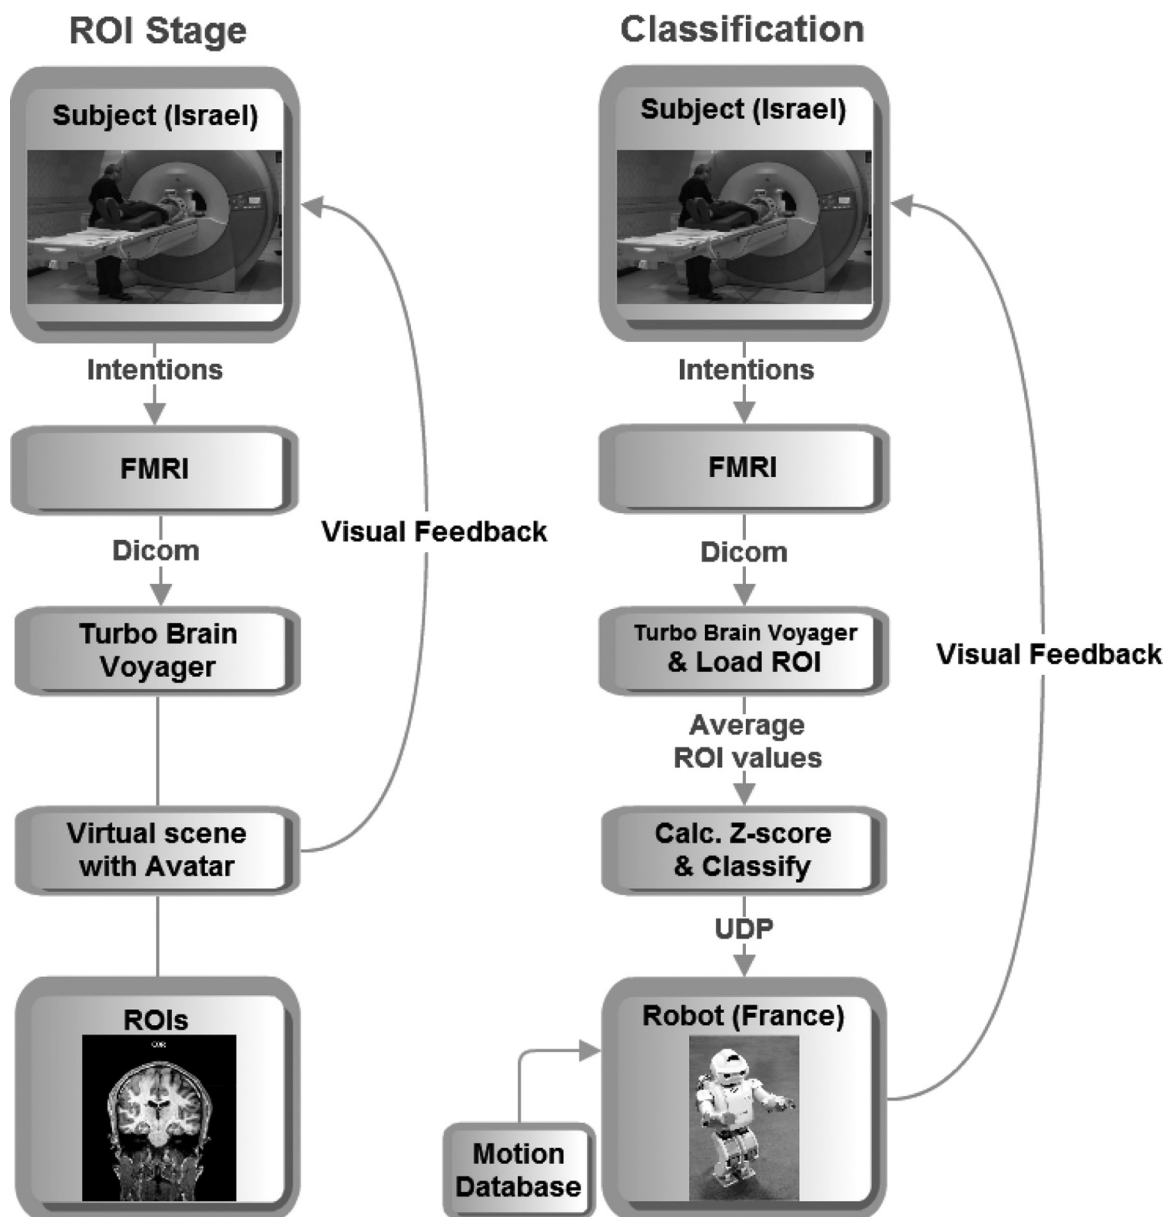 ROI Stage
Subject (Israel)
Intentions
FMRI
Dicom
Turbo Brain
Voyager
Virtual scene
with Avatar
ROIs
COR
Visual Feedback
Classification
Subject (Israel)
Intentions
FMRI
Dicom
Turbo Brain Voyager
& Load ROI
Average
ROI values
Calc. Z-score
& Classify
UDP
Robot (France)
Motion
Database
Visual Feedback